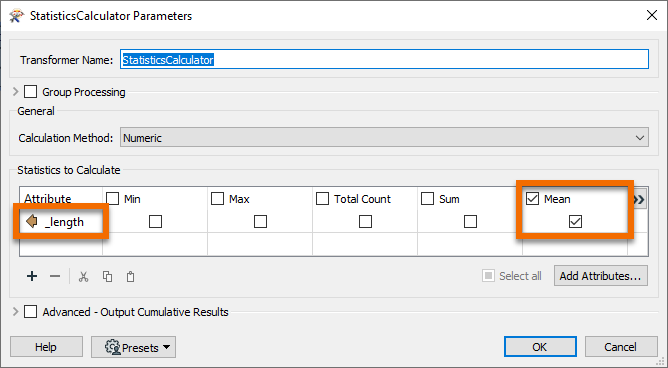 StatisticsCalculator Parameters
Transformer Name: StatisticsCalculator
Group Processing
General
Calculation Method: Numeric
Statistics to Calculate
Attribute Min Max Total Count Sum Mean
_length
Select all Add Attributes...
Advanced - Output Cumulative Results
Help Presets OK Cancel